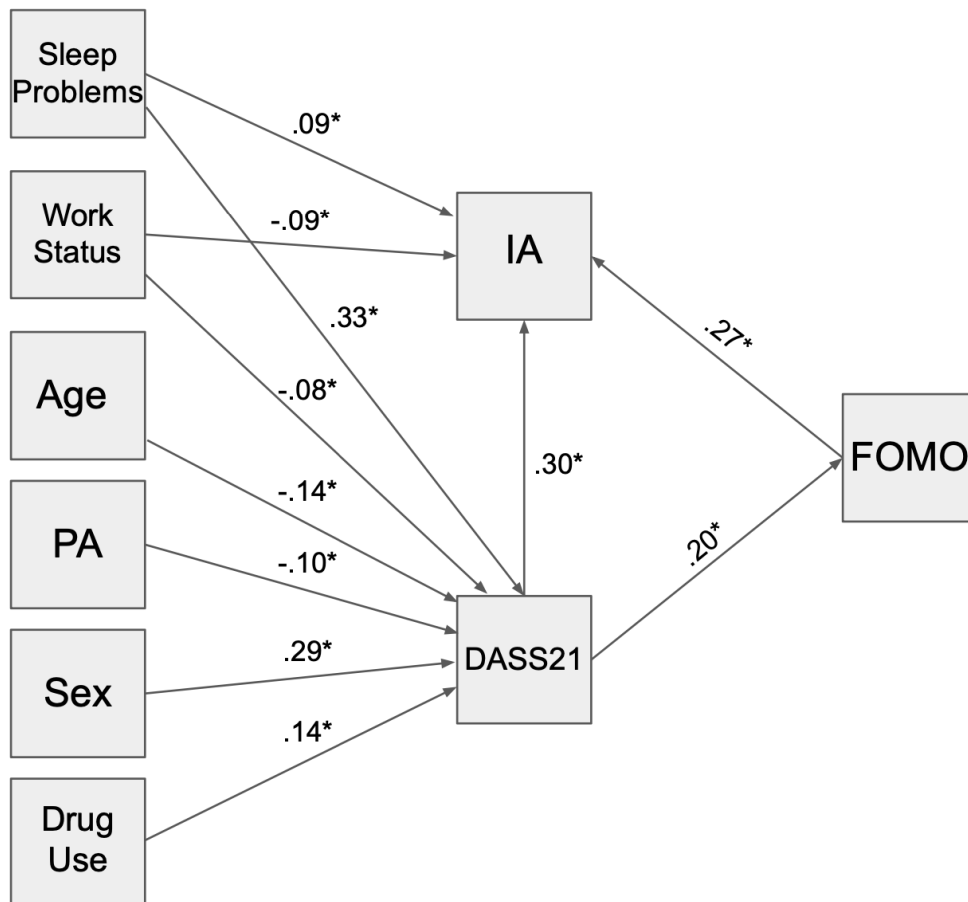 Sleep
Problems
.09*
Work
Status
-.09*
IA
.33*
.27*
Age
-.08*
FOMO
.30*
-.14*
PA
-.10*
.20*
.29*
DASS21
Sex
.14*
Drug
Use